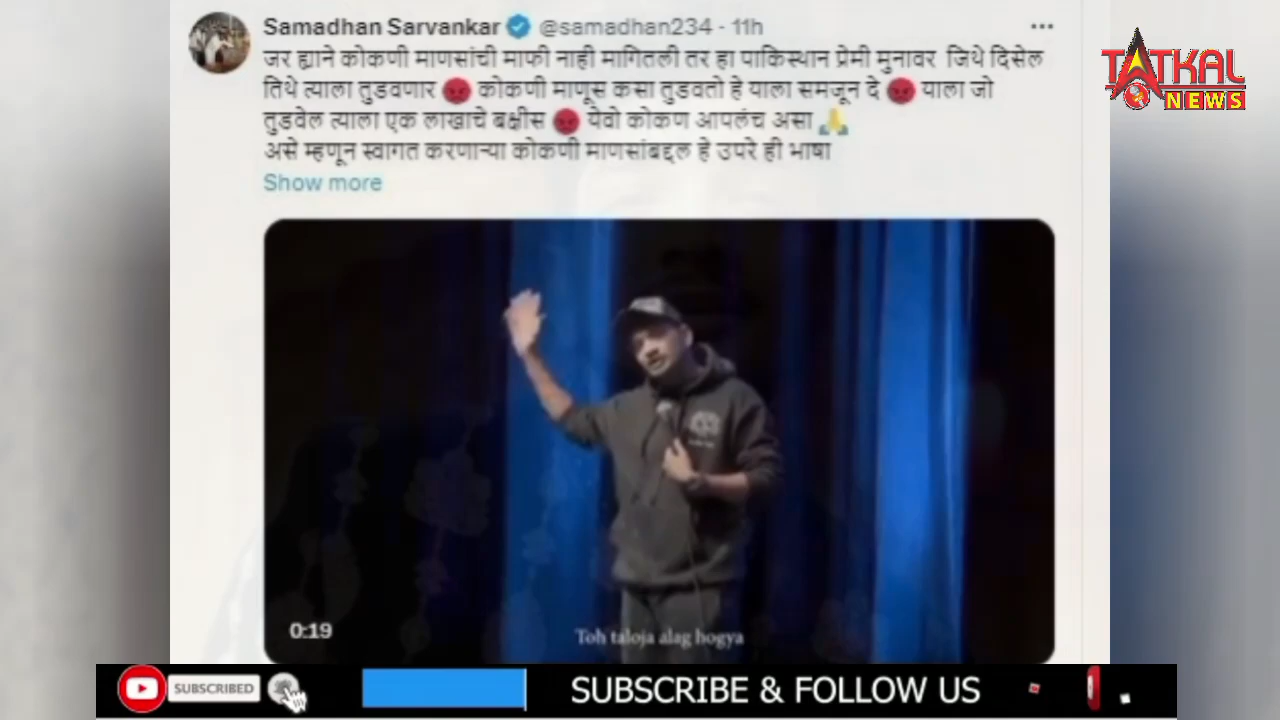 Samadhan Sarvankar @samadhan234 · 11h
जर ह्याने कोकणी माणसांची माफी नाही मागितली तर हा पाकिस्थान प्रेमी मुनावर जिथे दिसेल
तिथे त्याला तुडवणार 😡 कोकणी माणूस कसा तुडवतो हे याला समजून दे 😡 याला जो
तुडवेल त्याला एक लाखाचे बक्षीस 😡 येवो कोकण आपलंच असा 🙏
असे म्हणून स्वागत करणाऱ्या कोकणी माणसांबद्दल हे उपरे ही भाषा
Show more
TATKAL
NEWS
0:19
Toh taloja alag hogya
SUBSCRIBED
SUBSCRIBE & FOLLOW US